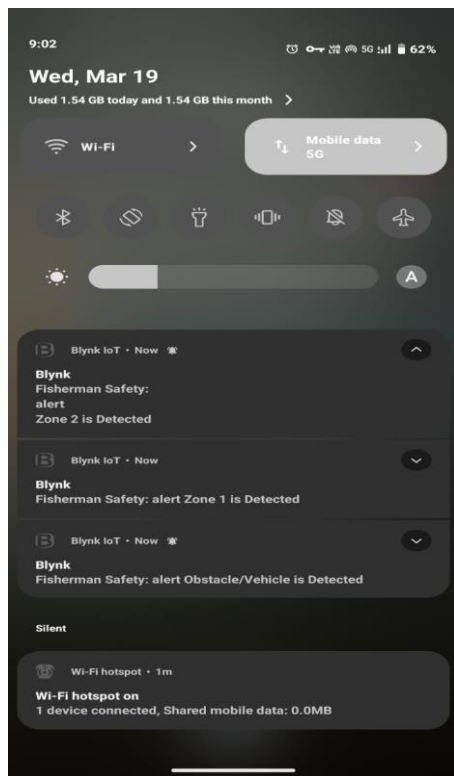 9:02
5G 62%
Wed, Mar 19
Used 1.54 GB today and 1.54 GB this month
Wi-Fi
Mobile data
5G
A
Blynk IoT • Now
Blynk
Fisherman Safety:
alert
Zone 2 is Detected
Blynk IoT • Now
Blynk
Fisherman Safety: alert Zone 1 is Detected
Blynk IoT • Now
Blynk
Fisherman Safety: alert Obstacle/Vehicle is Detected
Silent
Wi-Fi hotspot • 1m
Wi-Fi hotspot on
1 device connected, Shared mobile data: 0.0MB